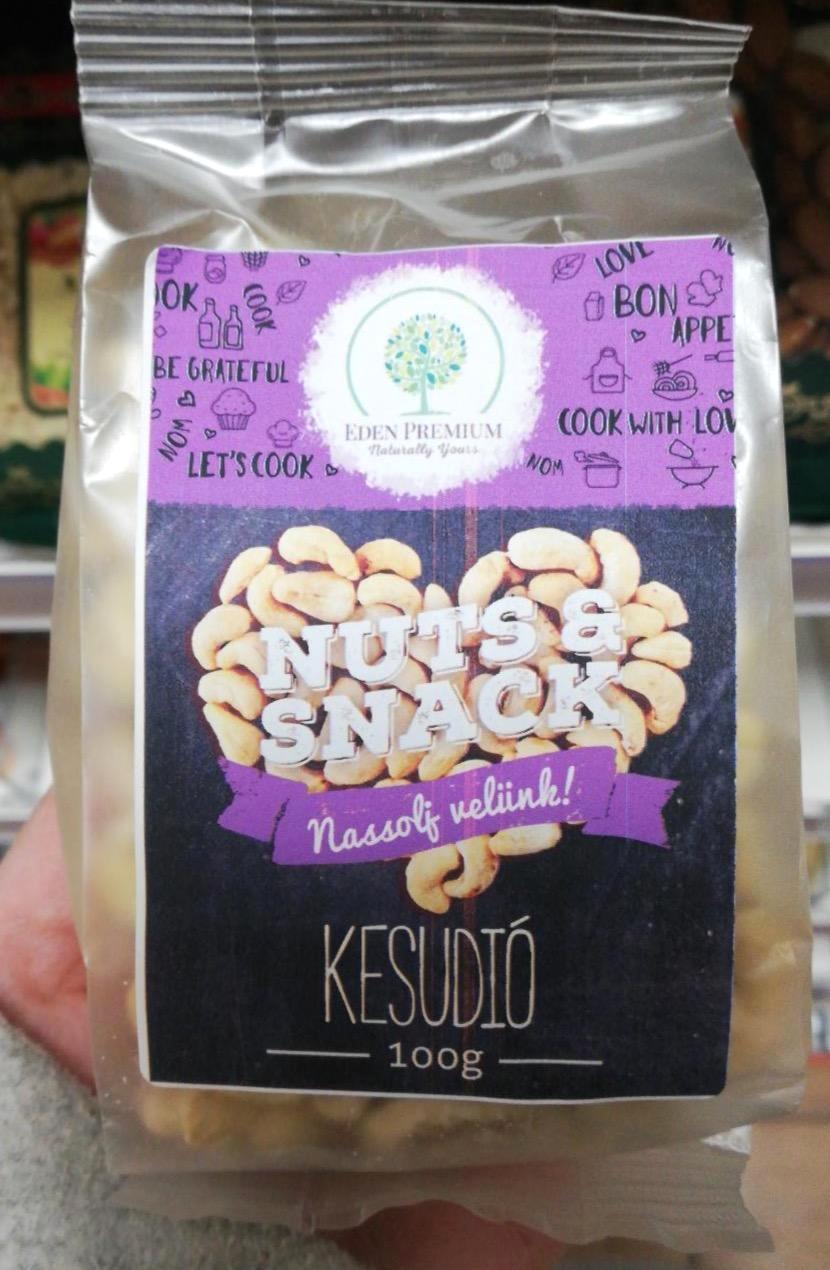 LOVE
OOK
COOK
BON
APPE
BE GRATEFUL
EDEN PREMIUM
Naturally Yours
COOK WITH LOV
NOM
LET'S COOK
NOM
NUTS &
SNACK
Nassolj velünk!
KESUDIÓ
100g